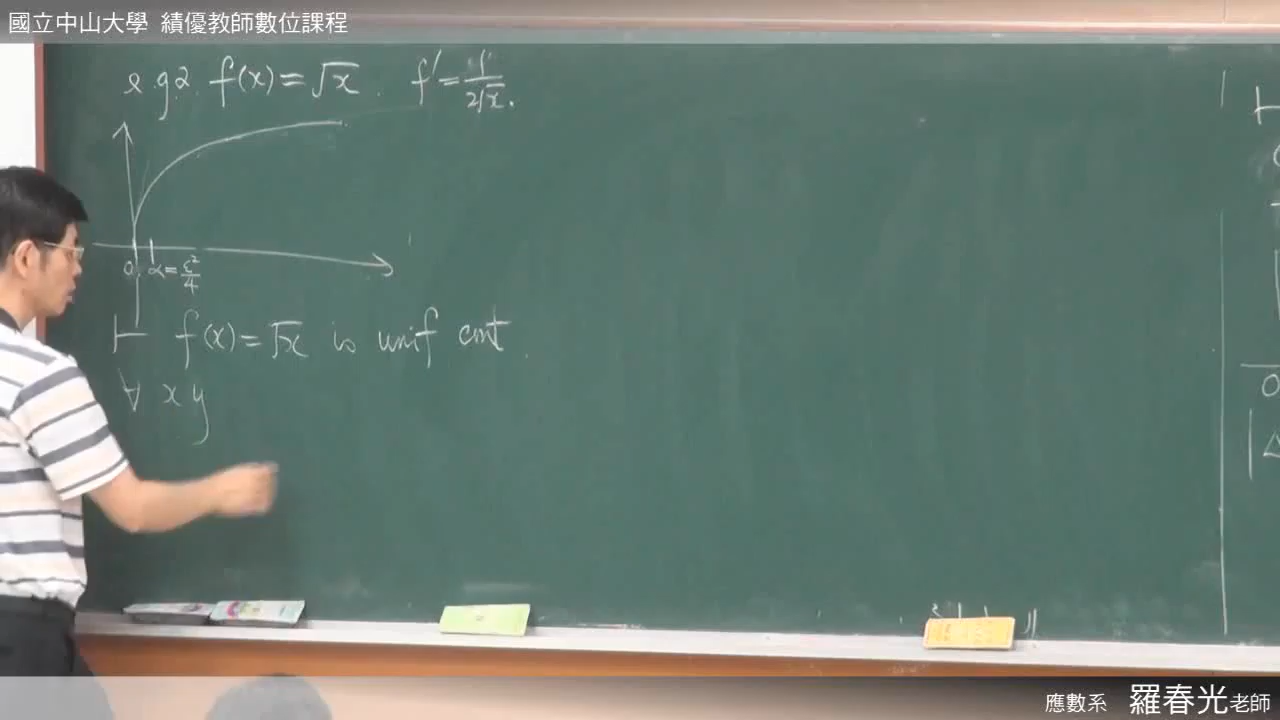 國立中山大學 績優教師數位課程
e.g.2. f(x)=√x. f'=1/2√x.
0 α=ε²/4
⊢ f(x)=√x is unif cont.
∀ x y
應數系 羅春光老師